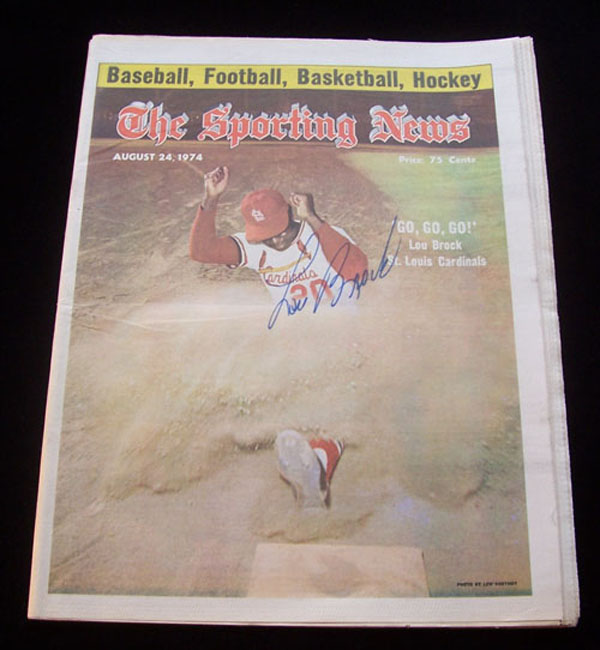 Baseball, Football, Basketball, Hockey
The Sporting News
AUGUST 24, 1974
Price: 75 Cents
'GO, GO, GO!'
Lou Brock
St. Louis Cardinals
Cardinals
20
Lou Brock